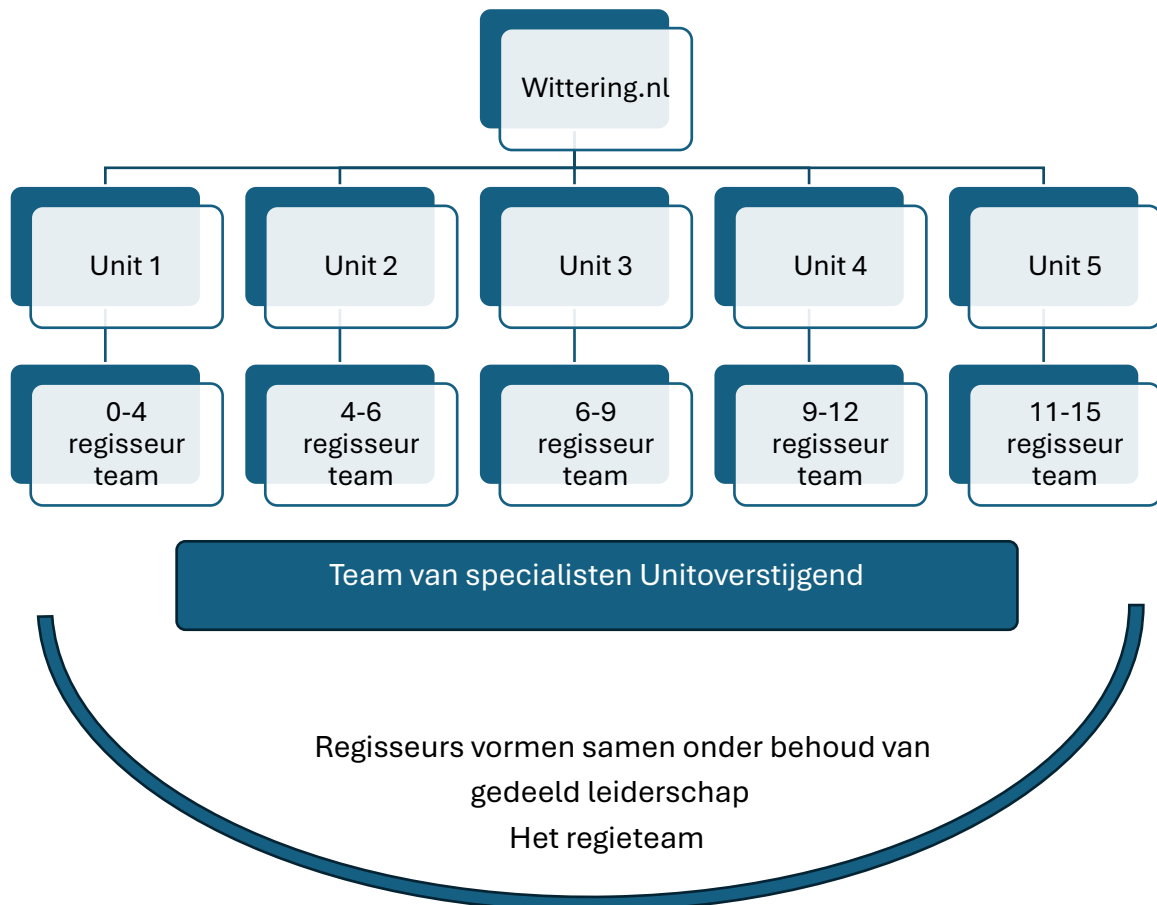 Wittering.nl
Unit 1
Unit 2
Unit 3
Unit 4
Unit 5
0-4
regisseur
team
4-6
regisseur
team
6-9
regisseur
team
9-12
regisseur
team
11-15
regisseur
team
Team van specialisten Unitoverstijgend
Regisseurs vormen samen onder behoud van
gedeeld leiderschap
Het regieteam